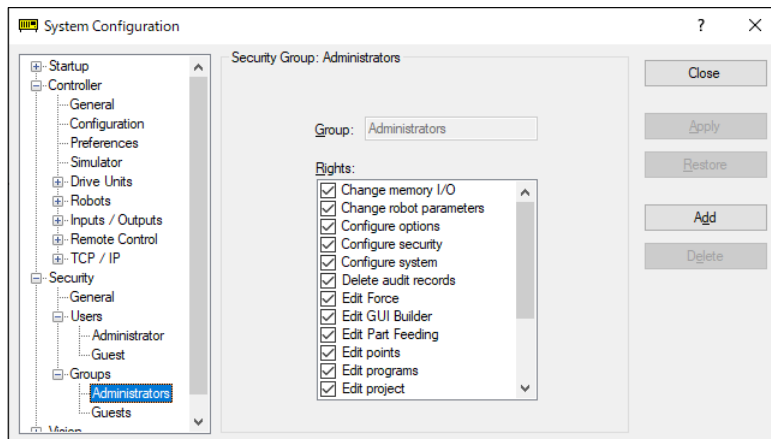 System Configuration
Startup
Controller
General
Configuration
Preferences
Simulator
Drive Units
Robots
Inputs / Outputs
Remote Control
TCP / IP
Security
General
Users
Administrator
Guest
Groups
Administrators
Guests
Vision
Security Group: Administrators
Group: Administrators
Rights:
Change memory I/O
Change robot parameters
Configure options
Configure security
Configure system
Delete audit records
Edit Force
Edit GUI Builder
Edit Part Feeding
Edit points
Edit programs
Edit project
Close
Apply
Restore
Add
Delete